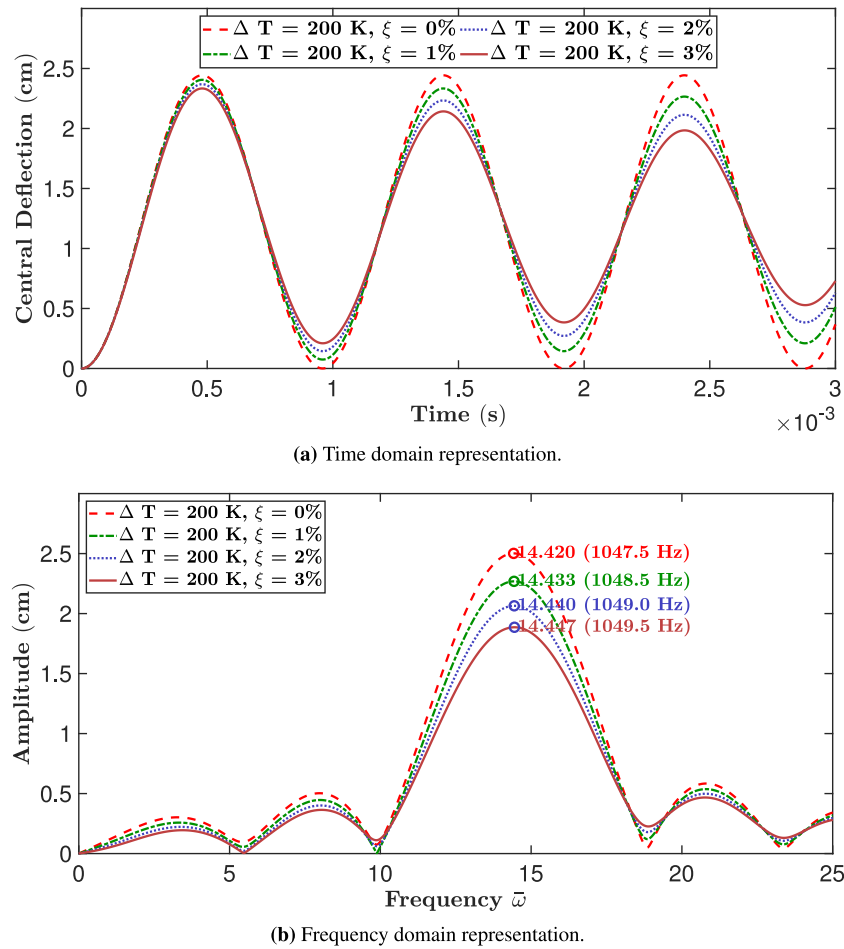 Δ T = 200 K, ξ = 0%
Δ T = 200 K, ξ = 2%
Δ T = 200 K, ξ = 1%
Δ T = 200 K, ξ = 3%
2.5
2
1.5
1
0.5
0
Central Deflection (cm)
0 0.5 1 1.5 2 2.5 3
Time (s)
×10⁻³
(a) Time domain representation.
Δ T = 200 K, ξ = 0%
Δ T = 200 K, ξ = 1%
Δ T = 200 K, ξ = 2%
Δ T = 200 K, ξ = 3%
14.420 (1047.5 Hz)
14.433 (1048.5 Hz)
14.440 (1049.0 Hz)
14.447 (1049.5 Hz)
2.5
2
1.5
1
0.5
0
Amplitude (cm)
0 5 10 15 20 25
Frequency ω̄
(b) Frequency domain representation.